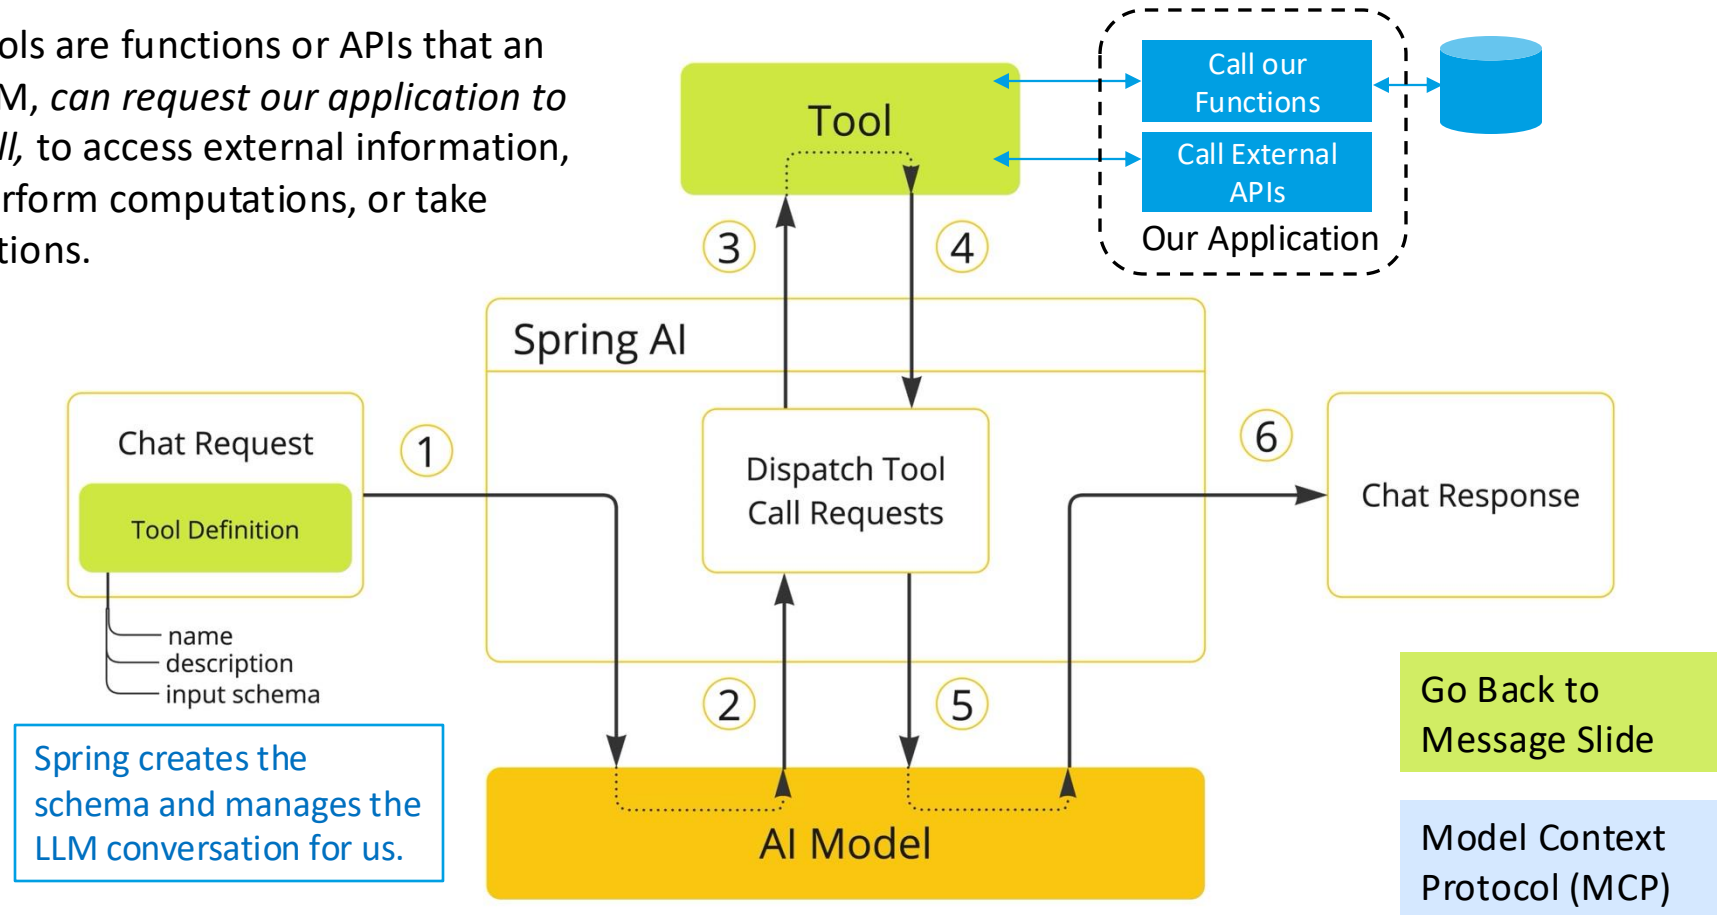 ols are functions or APIs that an
M, can request our application to
ll, to access external information,
rform computations, or take
tions.
Tool
Call our
Functions
Call External
APIs
Our Application
3
4
Spring AI
Chat Request
Tool Definition
name
description
input schema
1
Dispatch Tool
Call Requests
6
Chat Response
2
5
AI Model
Spring creates the
schema and manages the
LLM conversation for us.
Go Back to
Message Slide
Model Context
Protocol (MCP)